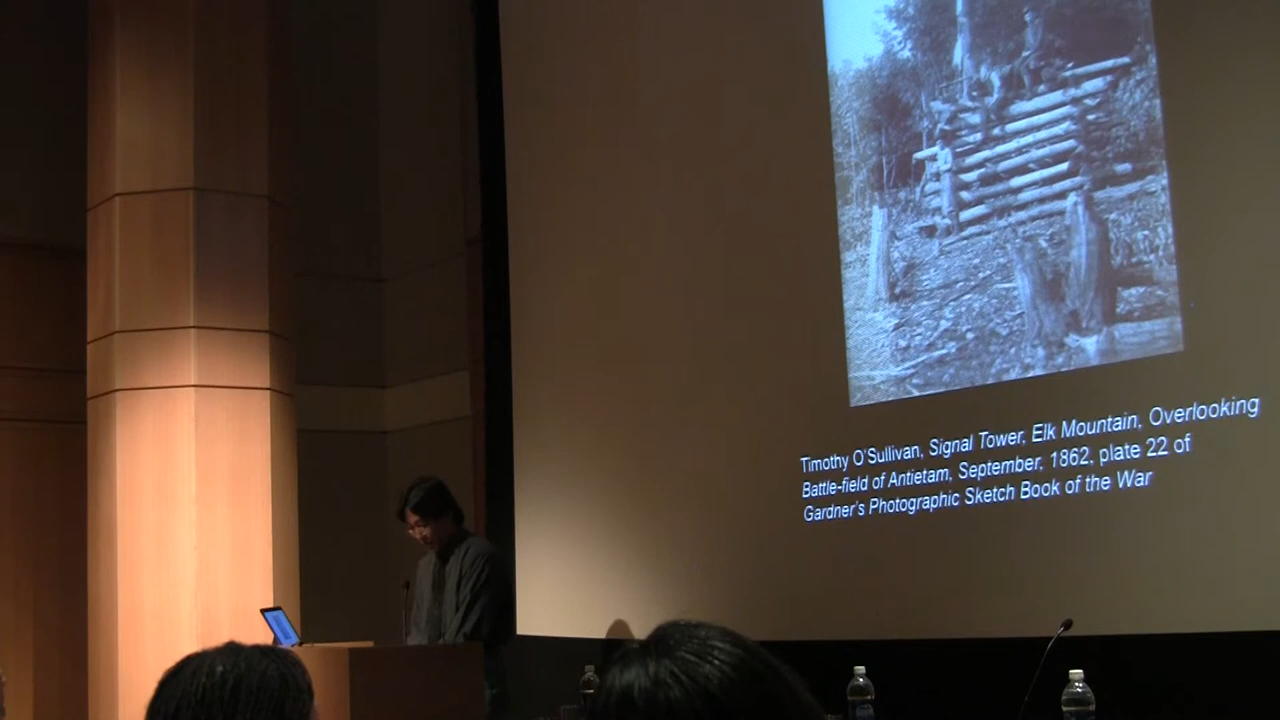 Timothy O'Sullivan, Signal Tower, Elk Mountain, Overlooking
Battle-field of Antietam, September, 1862, plate 22 of
Gardner's Photographic Sketch Book of the War